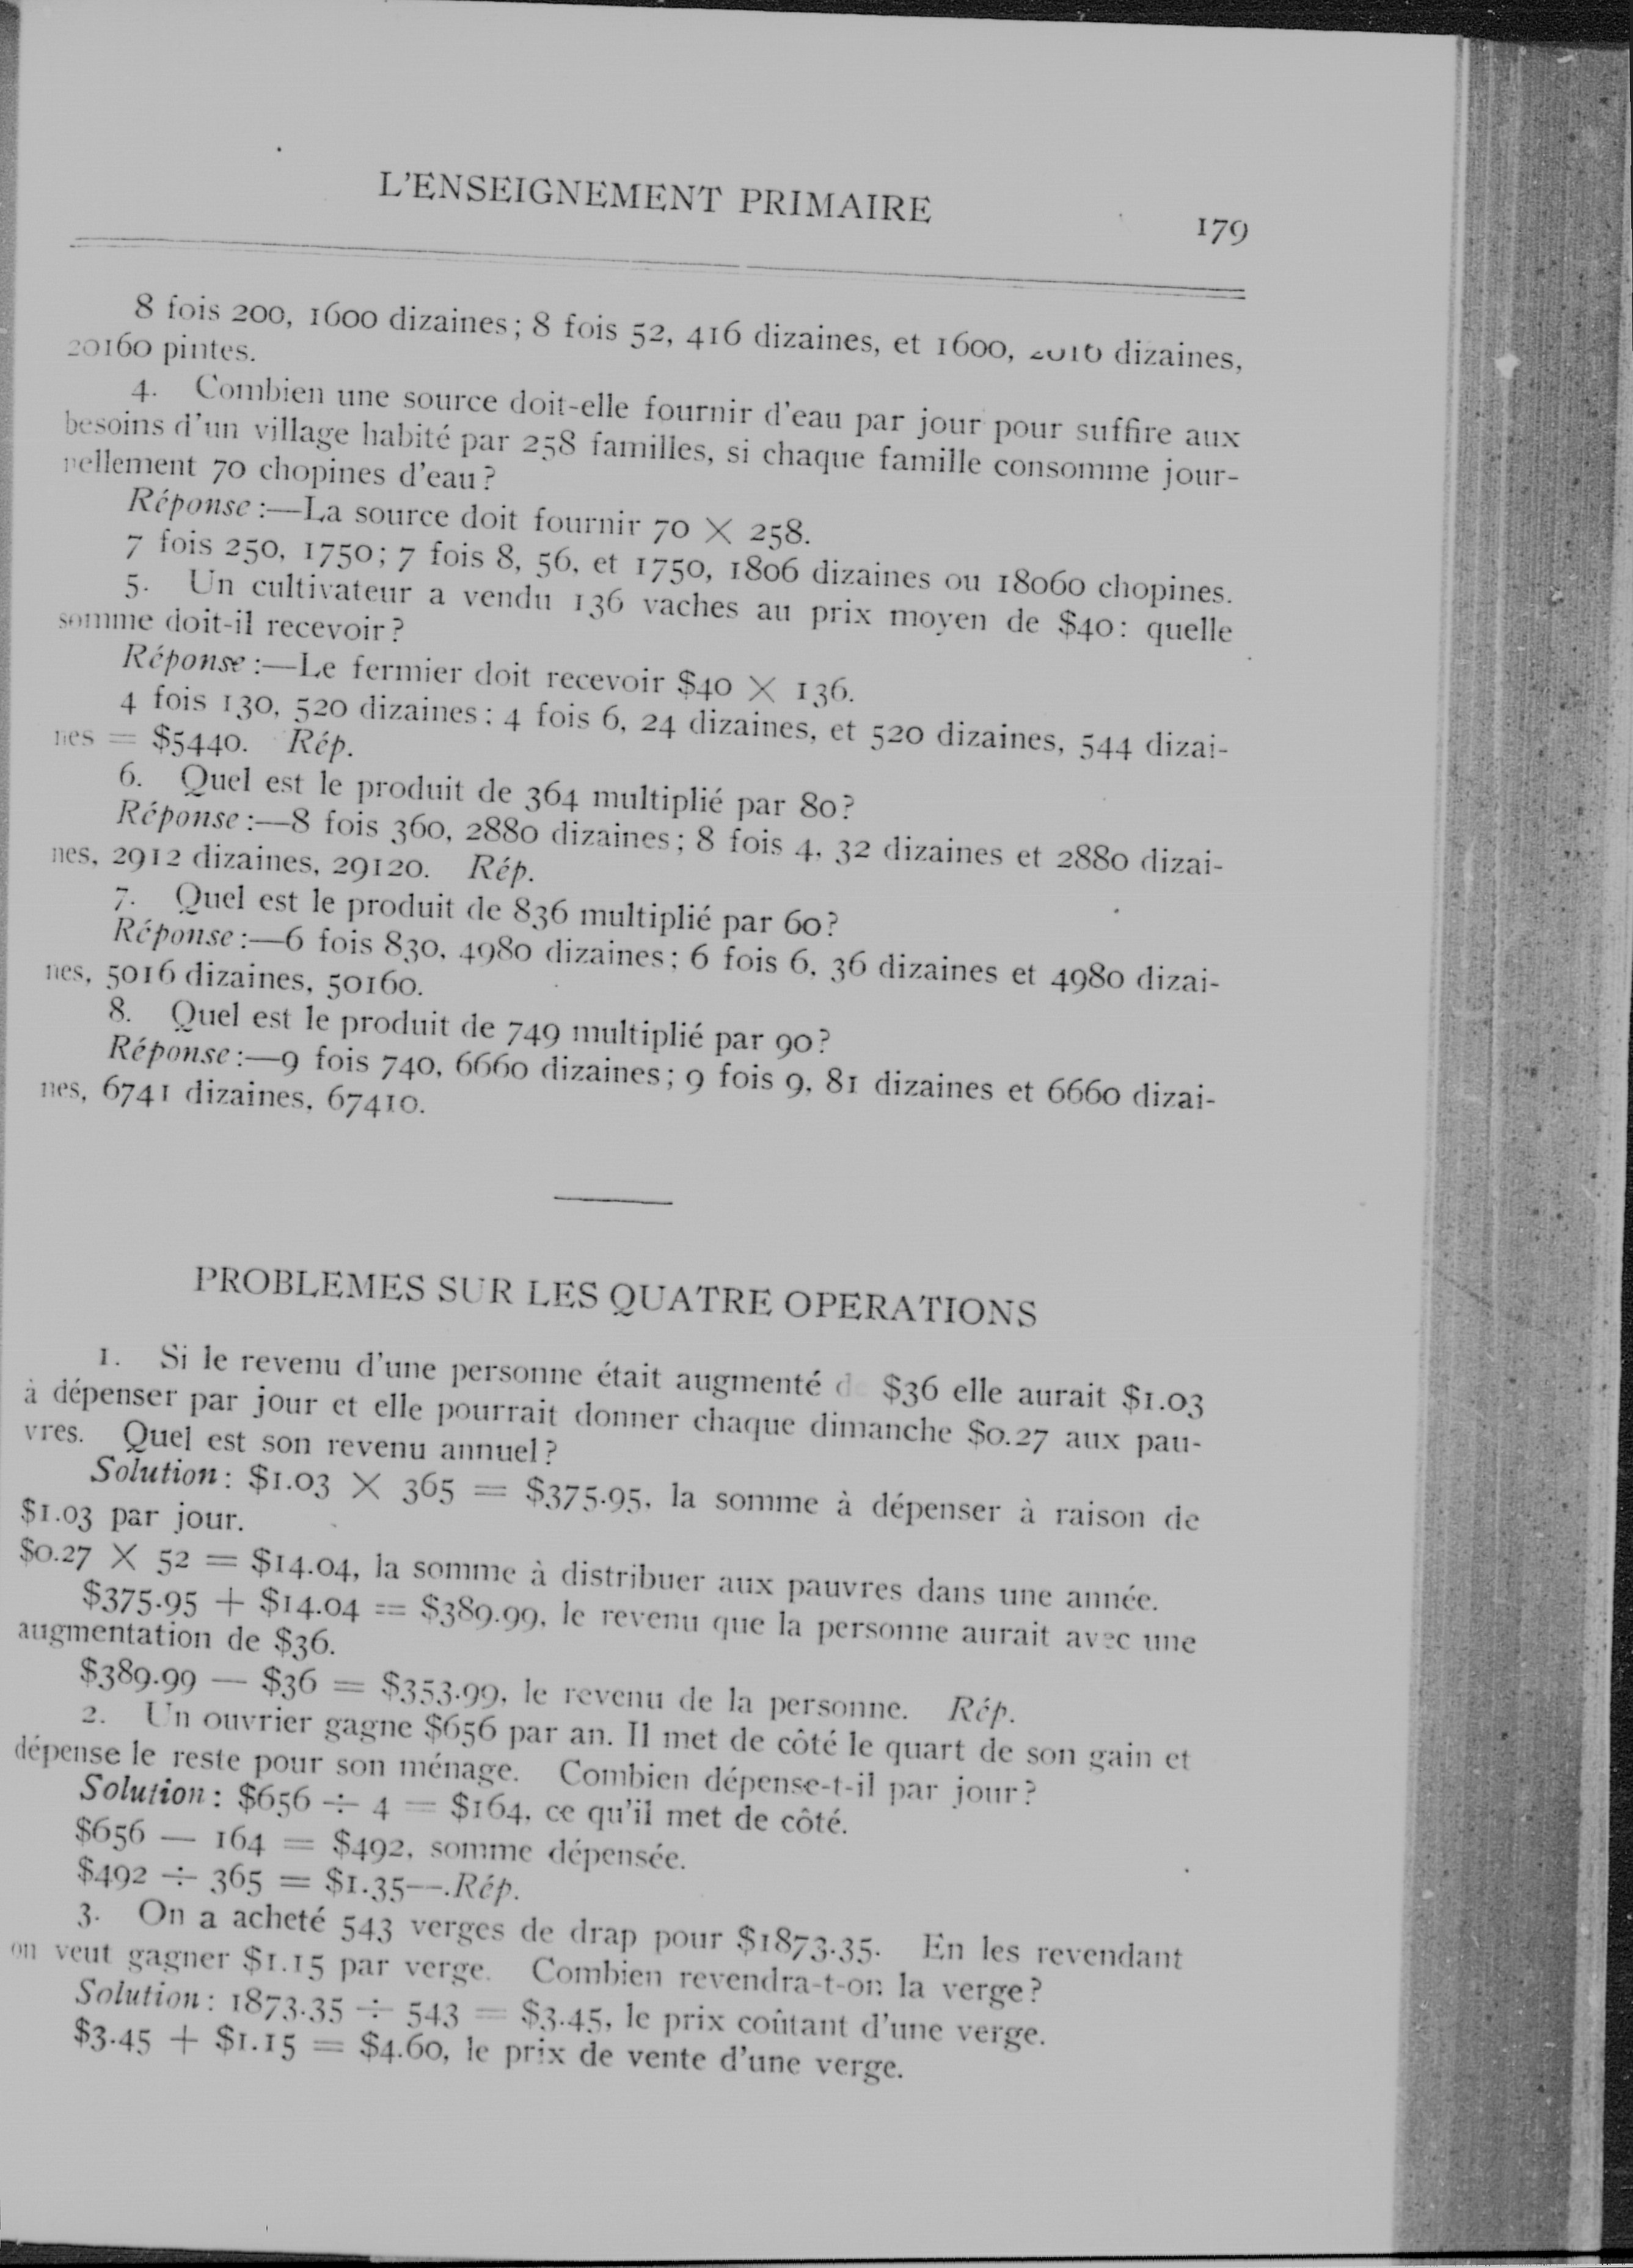 L'ENSEIGNEMENT PRIMAIRE 179
8 fois 200, 1600 dizaines; 8 fois 52, 416 dizaines, et 1600, 2016 dizaines,
20160 pintes.
4. Combien une source doit-elle fournir d'eau par jour pour suffire aux
besoins d'un village habité par 258 familles, si chaque famille consomme jour-
nellement 70 chopines d'eau?
Réponse:—La source doit fournir 70 × 258.
7 fois 250, 1750; 7 fois 8, 56, et 1750, 1806 dizaines ou 18060 chopines.
5. Un cultivateur a vendu 136 vaches au prix moyen de $40: quelle
somme doit-il recevoir?
Réponse:—Le fermier doit recevoir $40 × 136.
4 fois 130, 520 dizaines; 4 fois 6, 24 dizaines, et 520 dizaines, 544 dizai-
nes = $5440. Rép.
6. Quel est le produit de 364 multiplié par 80?
Réponse:—8 fois 360, 2880 dizaines; 8 fois 4, 32 dizaines et 2880 dizai-
nes, 2912 dizaines, 29120. Rép.
7. Quel est le produit de 836 multiplié par 60?
Réponse:—6 fois 830, 4980 dizaines; 6 fois 6, 36 dizaines et 4980 dizai-
nes, 5016 dizaines, 50160.
8. Quel est le produit de 749 multiplié par 90?
Réponse:—9 fois 740, 6660 dizaines; 9 fois 9, 81 dizaines et 6660 dizai-
nes, 6741 dizaines, 67410.
PROBLEMES SUR LES QUATRE OPERATIONS
1. Si le revenu d'une personne était augmenté de $36 elle aurait $1.03
à dépenser par jour et elle pourrait donner chaque dimanche $0.27 aux pau-
vres. Quel est son revenu annuel?
Solution: $1.03 × 365 = $375.95, la somme à dépenser à raison de
$1.03 par jour.
$0.27 × 52 = $14.04, la somme à distribuer aux pauvres dans une année.
$375.95 + $14.04 = $389.99, le revenu que la personne aurait avec une
augmentation de $36.
$389.99 — $36 = $353.99, le revenu de la personne. Rép.
2. Un ouvrier gagne $656 par an. Il met de côté le quart de son gain et
dépense le reste pour son ménage. Combien dépense-t-il par jour?
Solution: $656 ÷ 4 = $164, ce qu'il met de côté.
$656 — 164 = $492, somme dépensée.
$492 ÷ 365 = $1.35—.Rép.
3. On a acheté 543 verges de drap pour $1873.35. En les revendant
on veut gagner $1.15 par verge. Combien revendra-t-on la verge?
Solution: 1873.35 ÷ 543 = $3.45, le prix coûtant d'une verge.
$3.45 + $1.15 = $4.60, le prix de vente d'une verge.